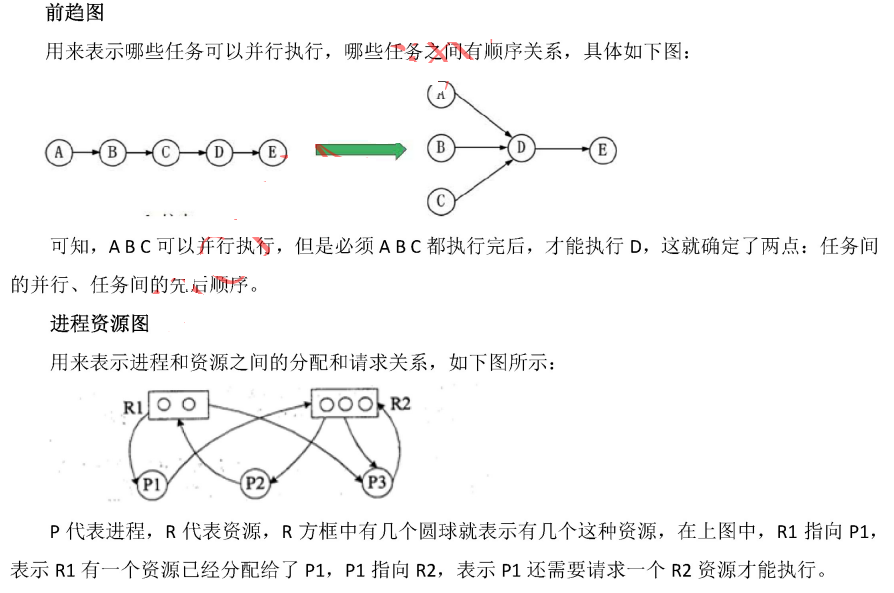 前趋图
用来表示哪些任务可以并行执行，哪些任务之间有顺序关系，具体如下图：
A
A B C D E
B D E
C
可知，A B C 可以并行执行，但是必须 A B C 都执行完后，才能执行 D，这就确定了两点：任务间
的并行、任务间的先后顺序。
进程资源图
用来表示进程和资源之间的分配和请求关系，如下图所示：
R1 R2
P1 P2 P3
P 代表进程，R 代表资源，R 方框中有几个圆球就表示有几个这种资源，在上图中，R1 指向 P1，
表示 R1 有一个资源已经分配给了 P1，P1 指向 R2，表示 P1 还需要请求一个 R2 资源才能执行。